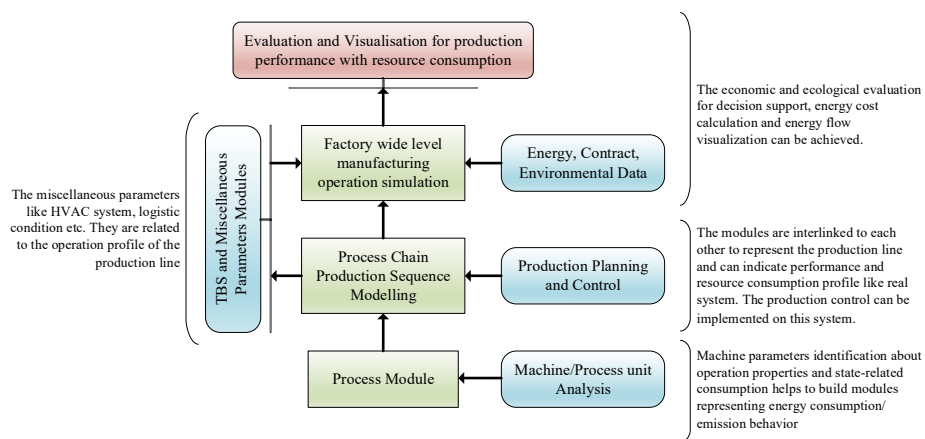 Evaluation and Visualisation for production
performance with resource consumption
The economic and ecological evaluation
for decision support, energy cost
calculation and energy flow
visualization can be achieved.
Factory wide level
manufacturing
operation simulation
Energy, Contract,
Environmental Data
TBS and Miscellaneous
Parameters Modules
The miscellaneous parameters
like HVAC system, logistic
condition etc. They are related
to the operation profile of the
production line
Process Chain
Production Sequence
Modelling
Production Planning
and Control
The modules are interlinked to each
other to represent the production line
and can indicate performance and
resource consumption profile like real
system. The production control can be
implemented on this system.
Process Module
Machine/Process unit
Analysis
Machine parameters identification about
operation properties and state-related
consumption helps to build modules
representing energy consumption/
emission behavior